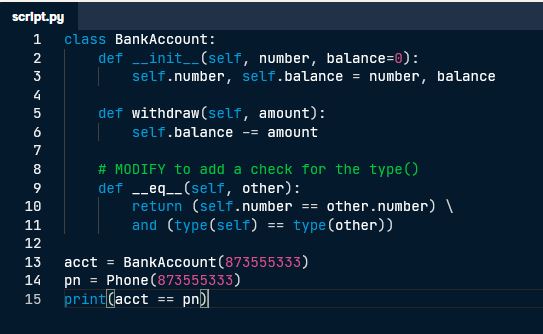 script.py
1 class BankAccount:
2     def __init__(self, number, balance=0):
3         self.number, self.balance = number, balance
4
5     def withdraw(self, amount):
6         self.balance -= amount
7
8     # MODIFY to add a check for the type()
9     def __eq__(self, other):
10         return (self.number == other.number) \
11         and (type(self) == type(other))
12
13 acct = BankAccount(873555333)
14 pn = Phone(873555333)
15 print(acct == pn)